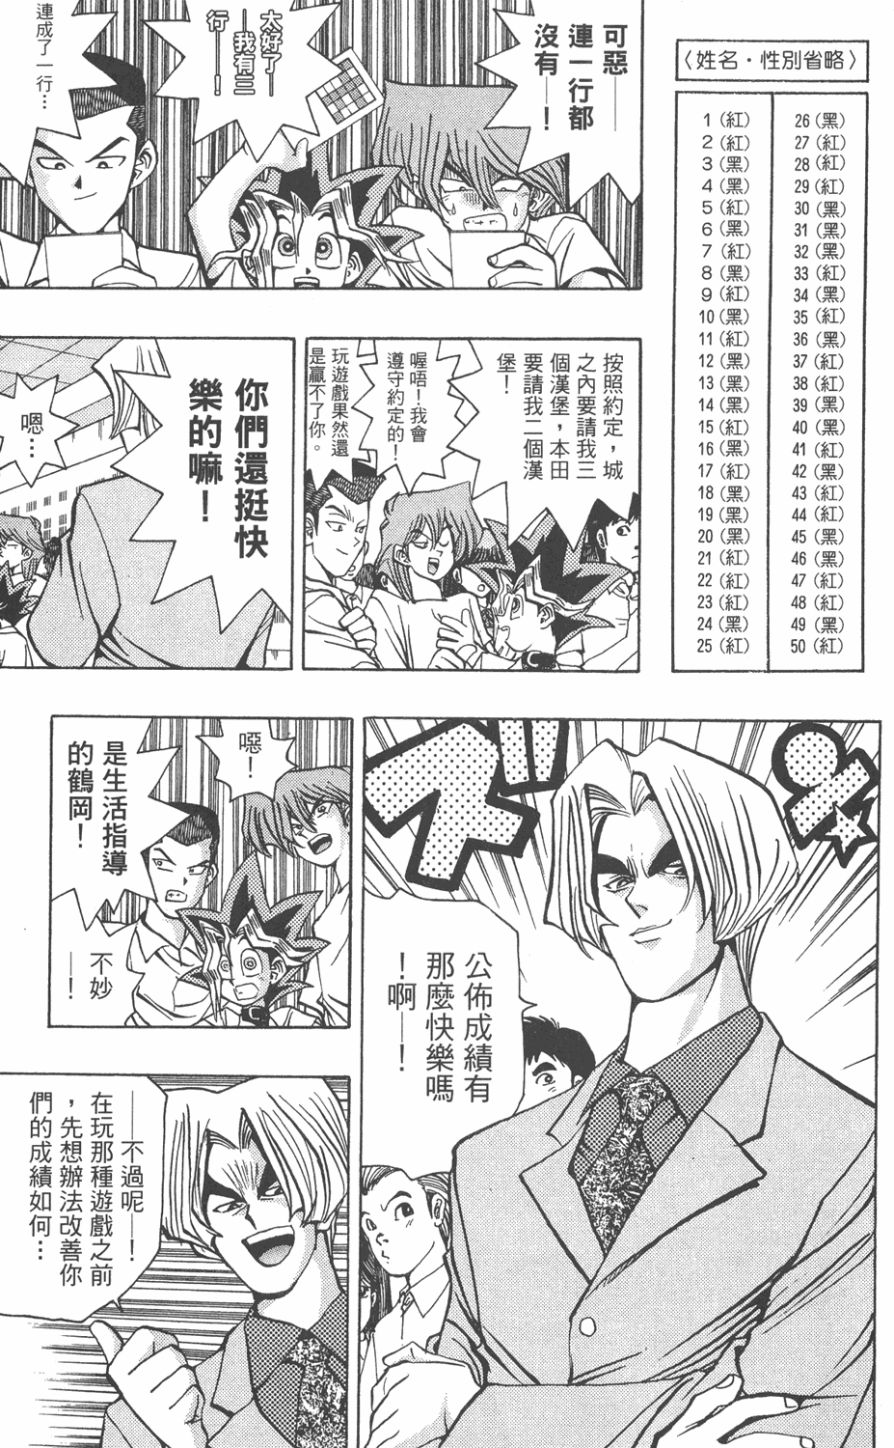 〈姓名・性別省略〉
1(紅)
2(紅)
3(黑)
4(黑)
5(紅)
6(黑)
7(紅)
8(黑)
9(紅)
10(黑)
11(紅)
12(黑)
13(黑)
14(黑)
15(紅)
16(黑)
17(紅)
18(黑)
19(黑)
20(黑)
21(紅)
22(紅)
23(紅)
24(黑)
25(紅)
26(黑)
27(紅)
28(紅)
29(紅)
30(黑)
31(黑)
32(黑)
33(紅)
34(黑)
35(紅)
36(黑)
37(紅)
38(紅)
39(黑)
40(黑)
41(紅)
42(黑)
43(紅)
44(紅)
45(黑)
46(黑)
47(紅)
48(紅)
49(黑)
50(紅)
可惡——
連一行都
沒有——！
太好了—
—我有三
行——！
連成了一行…
按照約定，城
之內要請我三
個漢堡，本田
要請我二個漢
堡！
喔唔！我會
遵守約定的！
玩遊戲果然還
是贏不了你。
你們還挺快
樂的嘛！
嗯…
ズ！！
公佈成績有
那麼快樂嗎
！啊——！
噁！
是生活指導
的鶴岡！
不妙
——！
——不過呢—！
在玩那種遊戲之前
，先想辦法改善你
們的成績如何…